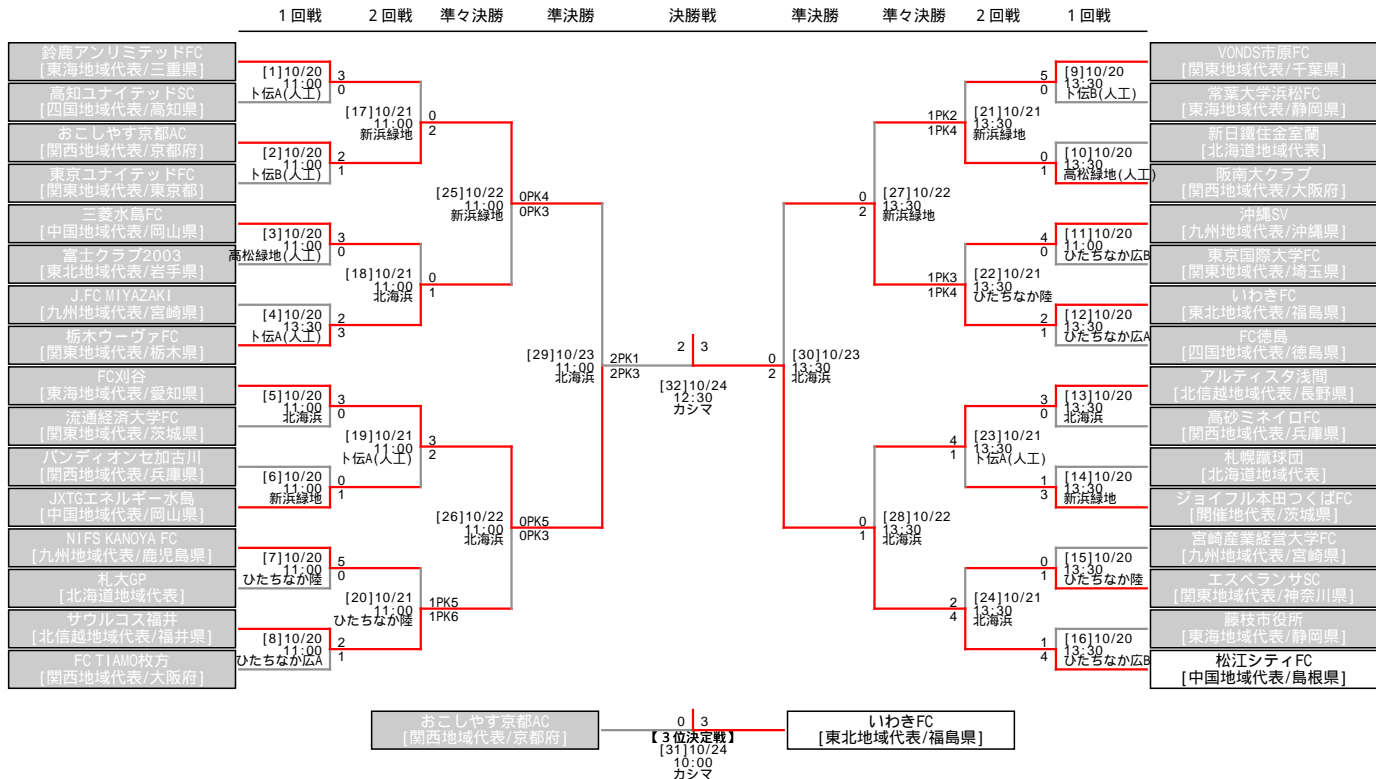 1回戦 2回戦 準々決勝 準決勝 決勝戦 準決勝 準々決勝 2回戦 1回戦
鈴鹿アンリミテッドFC
[東海地域代表/三重県]
高知ユナイテッドSC
[四国地域代表/高知県]
おこしやす京都AC
[関西地域代表/京都府]
東京ユナイテッドFC
[関東地域代表/東京都]
三菱水島FC
[中国地域代表/岡山県]
富士クラブ2003
[東北地域代表/岩手県]
J.FC MIYAZAKI
[九州地域代表/宮崎県]
栃木ウーヴァFC
[関東地域代表/栃木県]
FC刈谷
[東海地域代表/愛知県]
流通経済大学FC
[関東地域代表/茨城県]
バンディオンセ加古川
[関西地域代表/兵庫県]
JXTGエネルギー水島
[中国地域代表/岡山県]
NIFS KANOYA FC
[九州地域代表/鹿児島県]
札大GP
[北海道地域代表]
サウルコス福井
[北信越地域代表/福井県]
FC TIAMO枚方
[関西地域代表/大阪府]
[1]10/20
11:00
ト伝A(人工)
3
0
[2]10/20
11:00
ト伝B(人工)
2
1
[3]10/20
11:00
高松緑地(人工)
3
0
[4]10/20
13:30
ト伝A(人工)
2
3
[5]10/20
11:00
北海浜
3
0
[6]10/20
11:00
新浜緑地
0
1
[7]10/20
11:00
ひたちなか陸
5
0
[8]10/20
11:00
ひたちなか広A
2
1
[17]10/21
11:00
新浜緑地
0
2
[18]10/21
11:00
北海浜
0
1
[19]10/21
11:00
ト伝A(人工)
3
2
[20]10/21
11:00
ひたちなか陸
1PK5
1PK6
[25]10/22
11:00
新浜緑地
0PK4
0PK3
[26]10/22
11:00
北海浜
0PK5
0PK3
[29]10/23
11:00
北海浜
2PK1
2PK3
2 3
[32]10/24
12:30
カシマ
0
2
[30]10/23
13:30
北海浜
0
2
[27]10/22
13:30
新浜緑地
0
1
[28]10/22
13:30
北海浜
1PK2
1PK4
[21]10/21
13:30
新浜緑地
1PK3
1PK4
[22]10/21
13:30
ひたちなか陸
4
1
[23]10/21
13:30
ト伝A(人工)
2
4
[24]10/21
13:30
北海浜
5
0
[9]10/20
13:30
ト伝B(人工)
0
1
[10]10/20
13:30
高松緑地(人工)
4
0
[11]10/20
11:00
ひたちなか広B
2
1
[12]10/20
13:30
ひたちなか広A
3
0
[13]10/20
13:30
北海浜
1
3
[14]10/20
13:30
新浜緑地
0
1
[15]10/20
13:30
ひたちなか陸
1
4
[16]10/20
13:30
ひたちなか広B
VONDS市原FC
[関東地域代表/千葉県]
常葉大学浜松FC
[東海地域代表/静岡県]
新日鐵住金室蘭
[北海道地域代表]
阪南大クラブ
[関西地域代表/大阪府]
沖縄SV
[九州地域代表/沖縄県]
東京国際大学FC
[関東地域代表/埼玉県]
いわきFC
[東北地域代表/福島県]
FC徳島
[四国地域代表/徳島県]
アルティスタ浅間
[北信越地域代表/長野県]
高砂ミネイロFC
[関西地域代表/兵庫県]
札幌蹴球団
[北海道地域代表]
ジョイフル本田つくばFC
[開催地代表/茨城県]
宮崎産業経営大学FC
[九州地域代表/宮崎県]
エスペランサSC
[関東地域代表/神奈川県]
藤枝市役所
[東海地域代表/静岡県]
松江シティFC
[中国地域代表/島根県]
おこしやす京都AC
[関西地域代表/京都府]
0 3
【3位決定戦】
[31]10/24
10:00
カシマ
いわきFC
[東北地域代表/福島県]